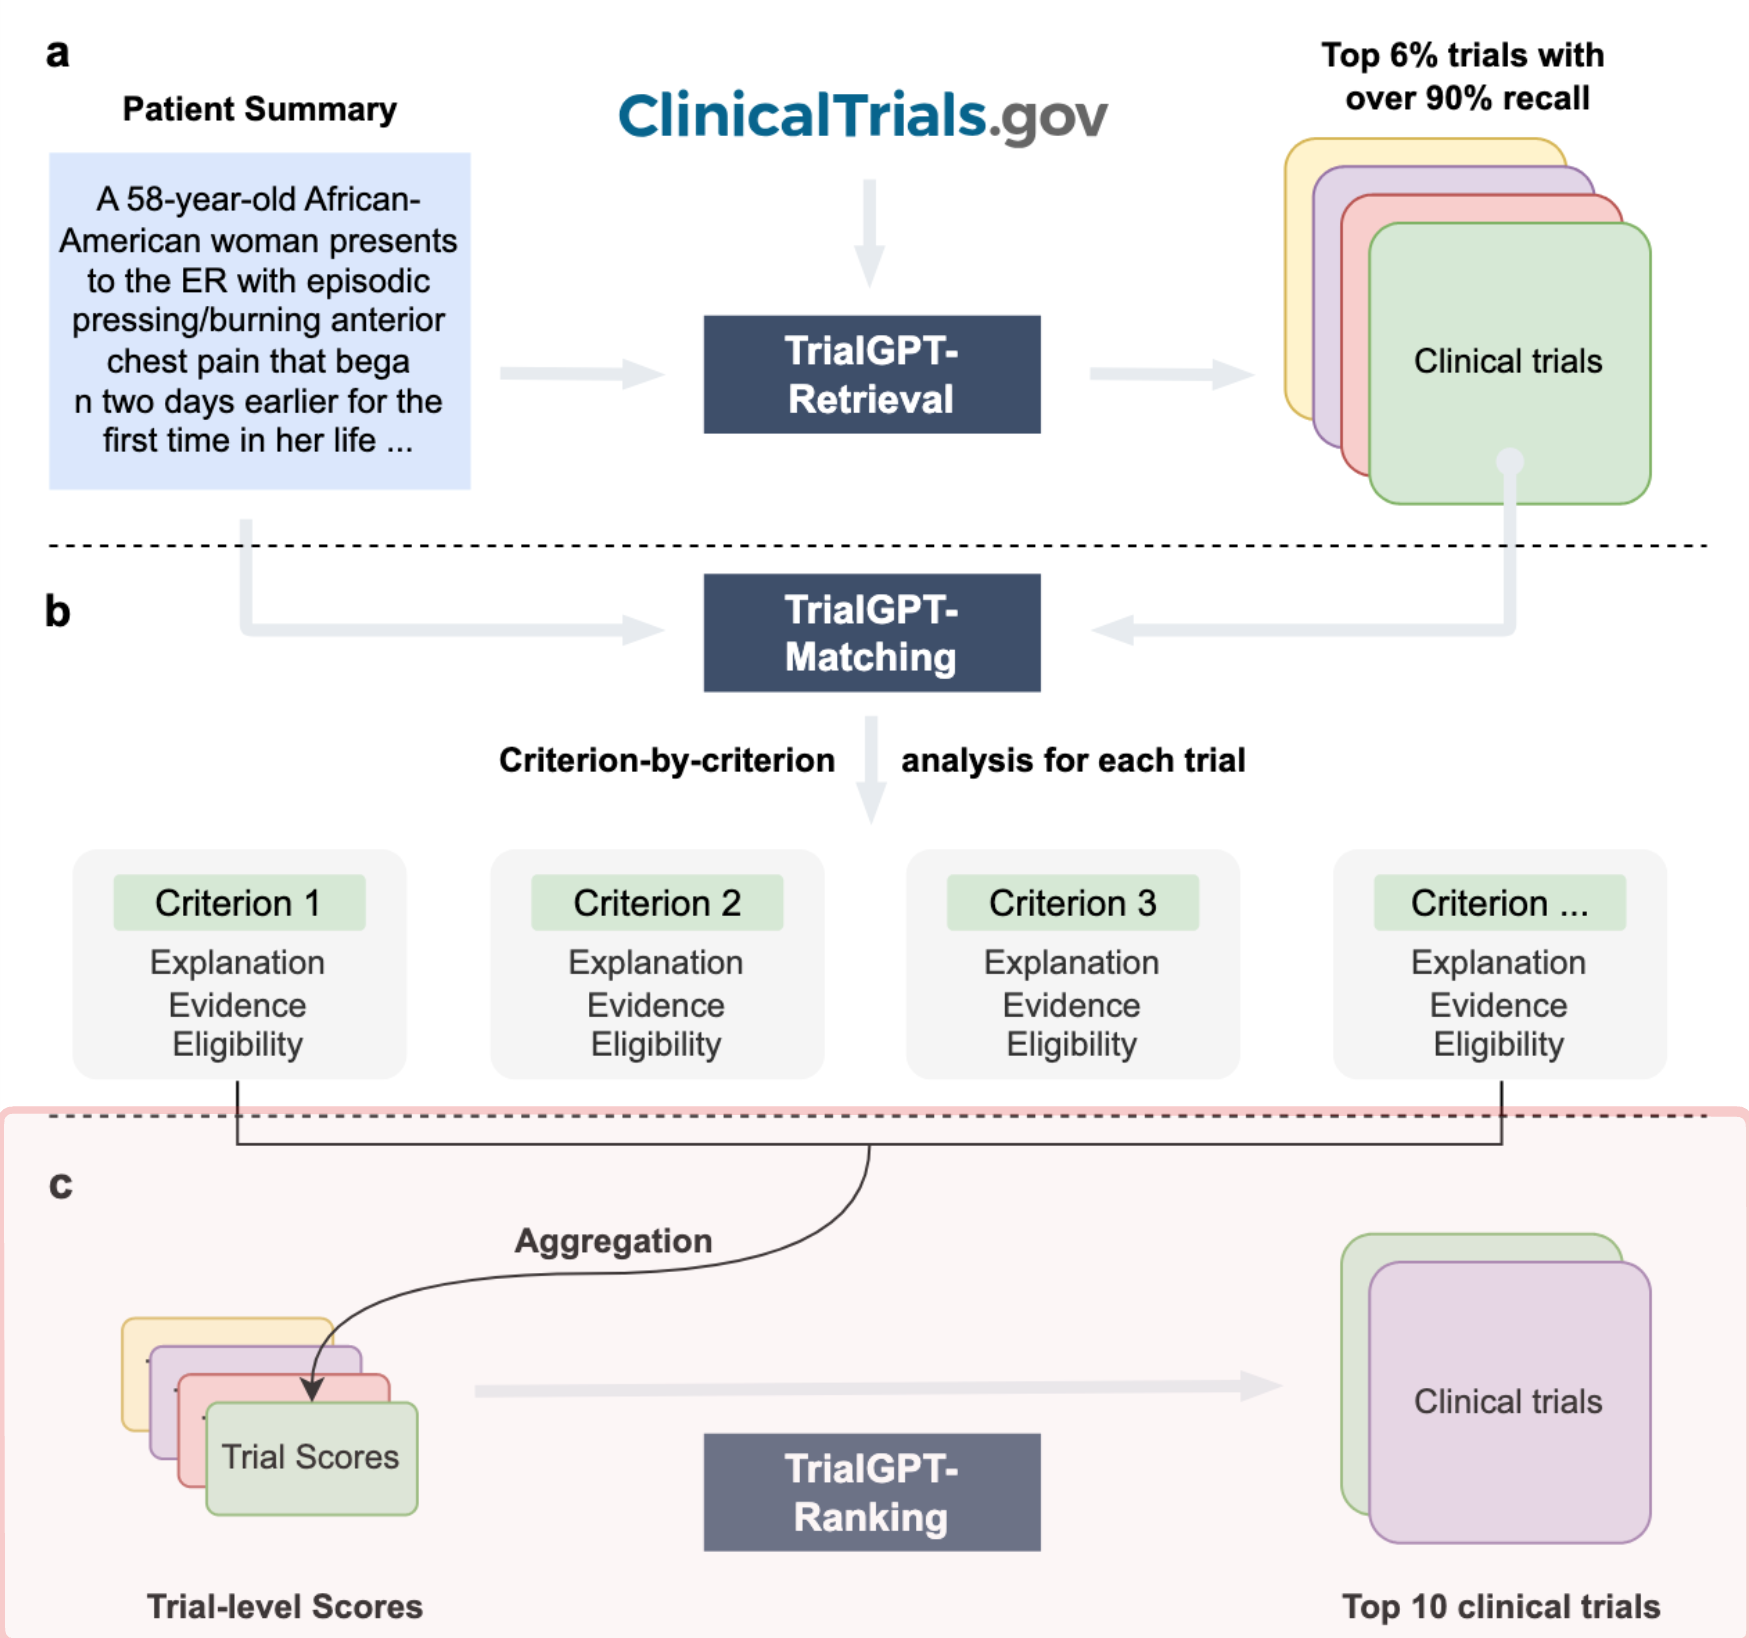 a
Patient Summary
A 58-year-old African-
American woman presents
to the ER with episodic
pressing/burning anterior
chest pain that bega
n two days earlier for the
first time in her life ...
ClinicalTrials.gov
TrialGPT-
Retrieval
Top 6% trials with
over 90% recall
Clinical trials
b
TrialGPT-
Matching
Criterion-by-criterion analysis for each trial
Criterion 1
Explanation
Evidence
Eligibility
Criterion 2
Explanation
Evidence
Eligibility
Criterion 3
Explanation
Evidence
Eligibility
Criterion ...
Explanation
Evidence
Eligibility
c
Aggregation
Trial Scores
Trial-level Scores
TrialGPT-
Ranking
Clinical trials
Top 10 clinical trials